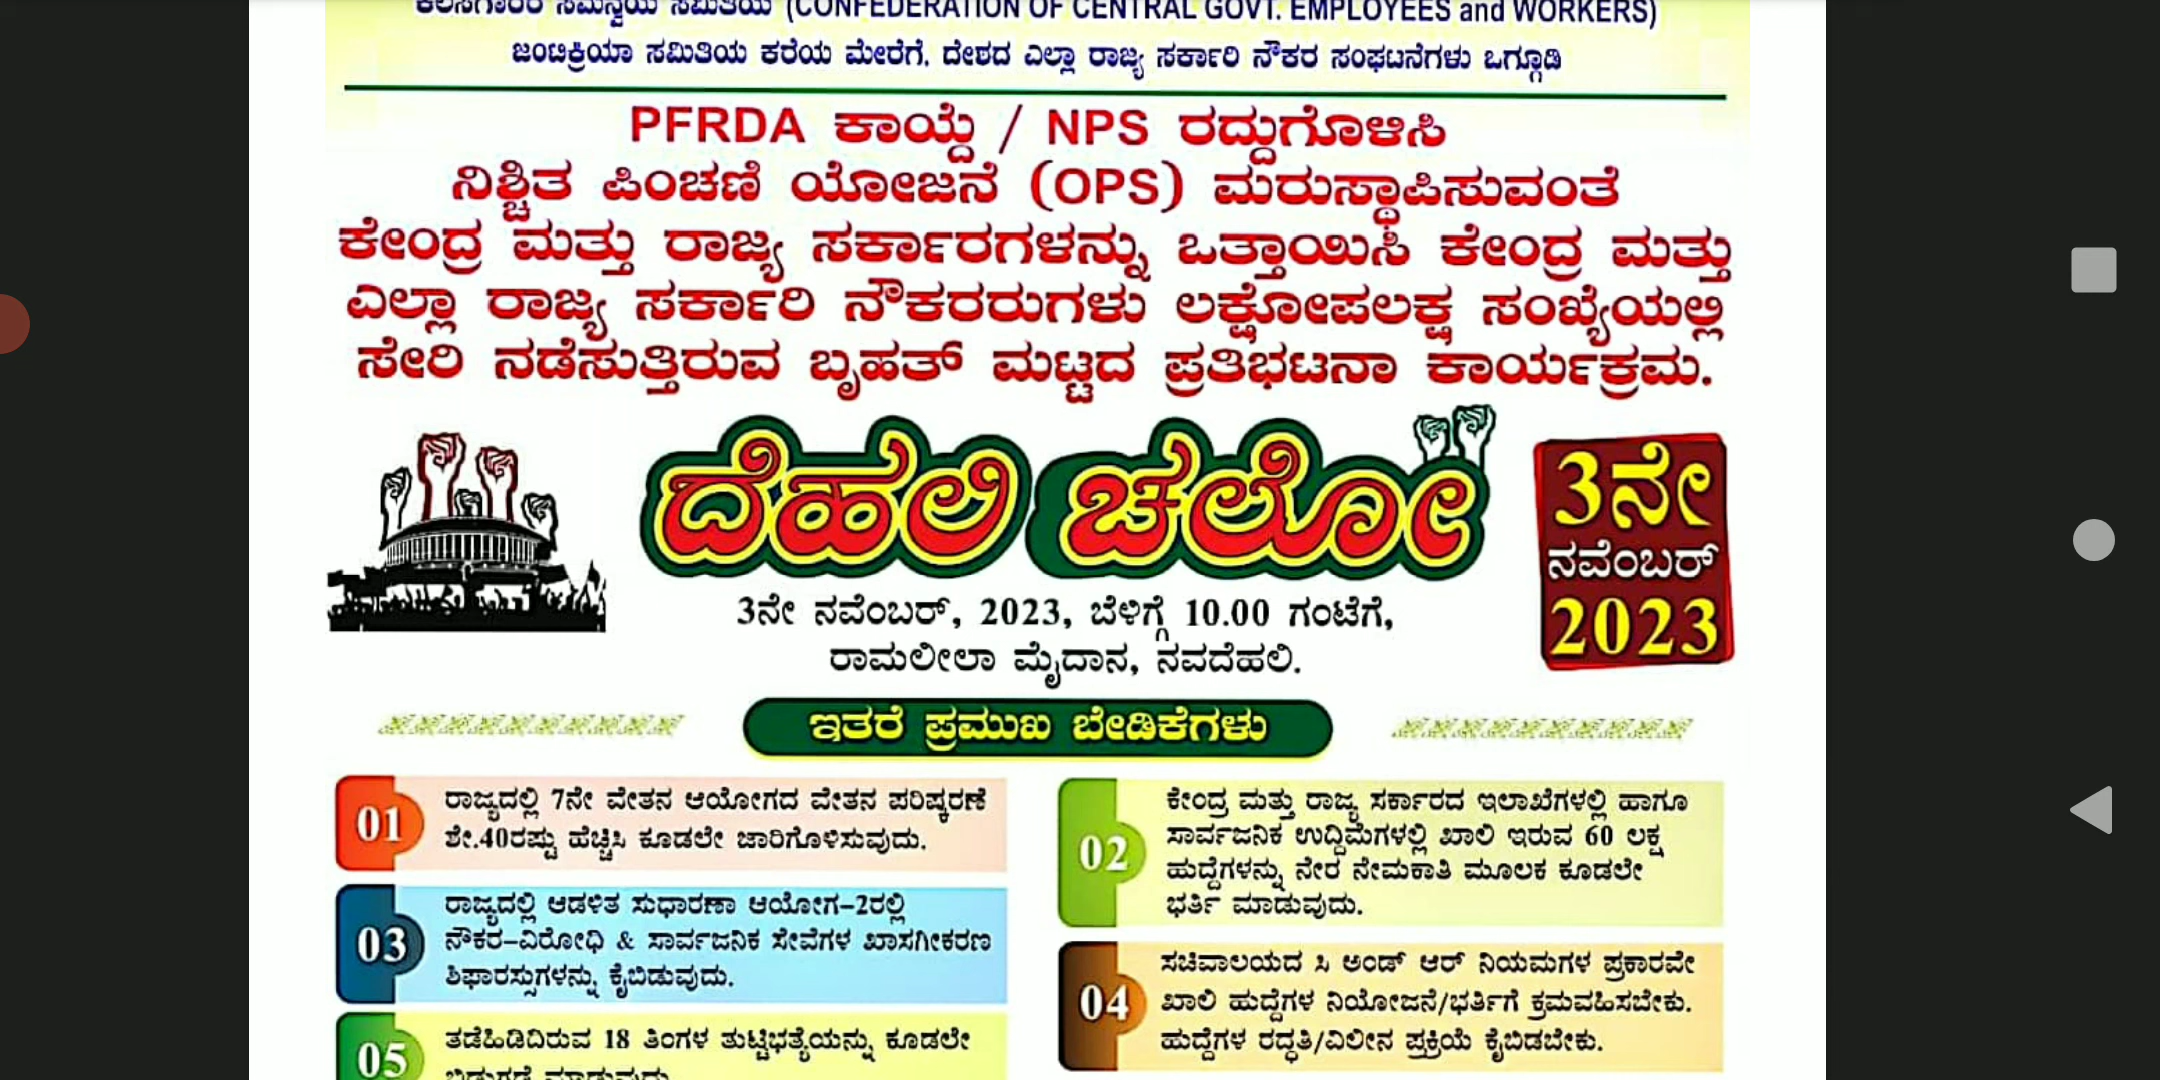 (CONFEDERATION OF CENTRAL GOVT. EMPLOYEES and WORKERS)
ಜಂಟಿಕ್ರಿಯಾ ಸಮಿತಿಯ ಕರೆಯ ಮೇರೆಗೆ. ದೇಶದ ಎಲ್ಲಾ ರಾಜ್ಯ ಸರ್ಕಾರಿ ನೌಕರ ಸಂಘಟನೆಗಳು ಒಗ್ಗೂಡಿ
PFRDA ಕಾಯ್ದೆ / NPS ರದ್ದುಗೊಳಿಸಿ
ನಿಶ್ಚಿತ ಪಿಂಚಣಿ ಯೋಜನೆ (OPS) ಮರುಸ್ಥಾಪಿಸುವಂತೆ
ಕೇಂದ್ರ ಮತ್ತು ರಾಜ್ಯ ಸರ್ಕಾರಗಳನ್ನು ಒತ್ತಾಯಿಸಿ ಕೇಂದ್ರ ಮತ್ತು
ಎಲ್ಲಾ ರಾಜ್ಯ ಸರ್ಕಾರಿ ನೌಕರರುಗಳು ಲಕ್ಷೋಪಲಕ್ಷ ಸಂಖ್ಯೆಯಲ್ಲಿ
ಸೇರಿ ನಡೆಸುತ್ತಿರುವ ಬೃಹತ್ ಮಟ್ಟದ ಪ್ರತಿಭಟನಾ ಕಾರ್ಯಕ್ರಮ.
ದೆಹಲಿ ಚಲೋ
3ನೇ
ನವೆಂಬರ್
2023
3ನೇ ನವೆಂಬರ್, 2023, ಬೆಳಿಗ್ಗೆ 10.00 ಗಂಟೆಗೆ,
ರಾಮಲೀಲಾ ಮೈದಾನ, ನವದೆಹಲಿ.
ಇತರೆ ಪ್ರಮುಖ ಬೇಡಿಕೆಗಳು
01
ರಾಜ್ಯದಲ್ಲಿ 7ನೇ ವೇತನ ಆಯೋಗದ ವೇತನ ಪರಿಷ್ಕರಣೆ
ಶೇ.40ರಷ್ಟು ಹೆಚ್ಚಿಸಿ ಕೂಡಲೇ ಜಾರಿಗೊಳಿಸುವುದು.
02
ಕೇಂದ್ರ ಮತ್ತು ರಾಜ್ಯ ಸರ್ಕಾರದ ಇಲಾಖೆಗಳಲ್ಲಿ ಹಾಗೂ
ಸಾರ್ವಜನಿಕ ಉದ್ದಿಮೆಗಳಲ್ಲಿ ಖಾಲಿ ಇರುವ 60 ಲಕ್ಷ
ಹುದ್ದೆಗಳನ್ನು ನೇರ ನೇಮಕಾತಿ ಮೂಲಕ ಕೂಡಲೇ
ಭರ್ತಿ ಮಾಡುವುದು.
03
ರಾಜ್ಯದಲ್ಲಿ ಆಡಳಿತ ಸುಧಾರಣಾ ಆಯೋಗ-2ರಲ್ಲಿ
ನೌಕರ-ವಿರೋಧಿ & ಸಾರ್ವಜನಿಕ ಸೇವೆಗಳ ಖಾಸಗೀಕರಣ
ಶಿಫಾರಸ್ಸುಗಳನ್ನು ಕೈಬಿಡುವುದು.
04
ಸಚಿವಾಲಯದ ಸಿ ಅಂಡ್ ಆರ್ ನಿಯಮಗಳ ಪ್ರಕಾರವೇ
ಖಾಲಿ ಹುದ್ದೆಗಳ ನಿಯೋಜನೆ/ಭರ್ತಿಗೆ ಕ್ರಮವಹಿಸಬೇಕು.
ಹುದ್ದೆಗಳ ರದ್ಧತಿ/ವಿಲೀನ ಪ್ರಕ್ರಿಯೆ ಕೈಬಿಡಬೇಕು.
05
ತಡೆಹಿಡಿದಿರುವ 18 ತಿಂಗಳ ತುಟ್ಟಿಭತ್ಯೆಯನ್ನು ಕೂಡಲೇ